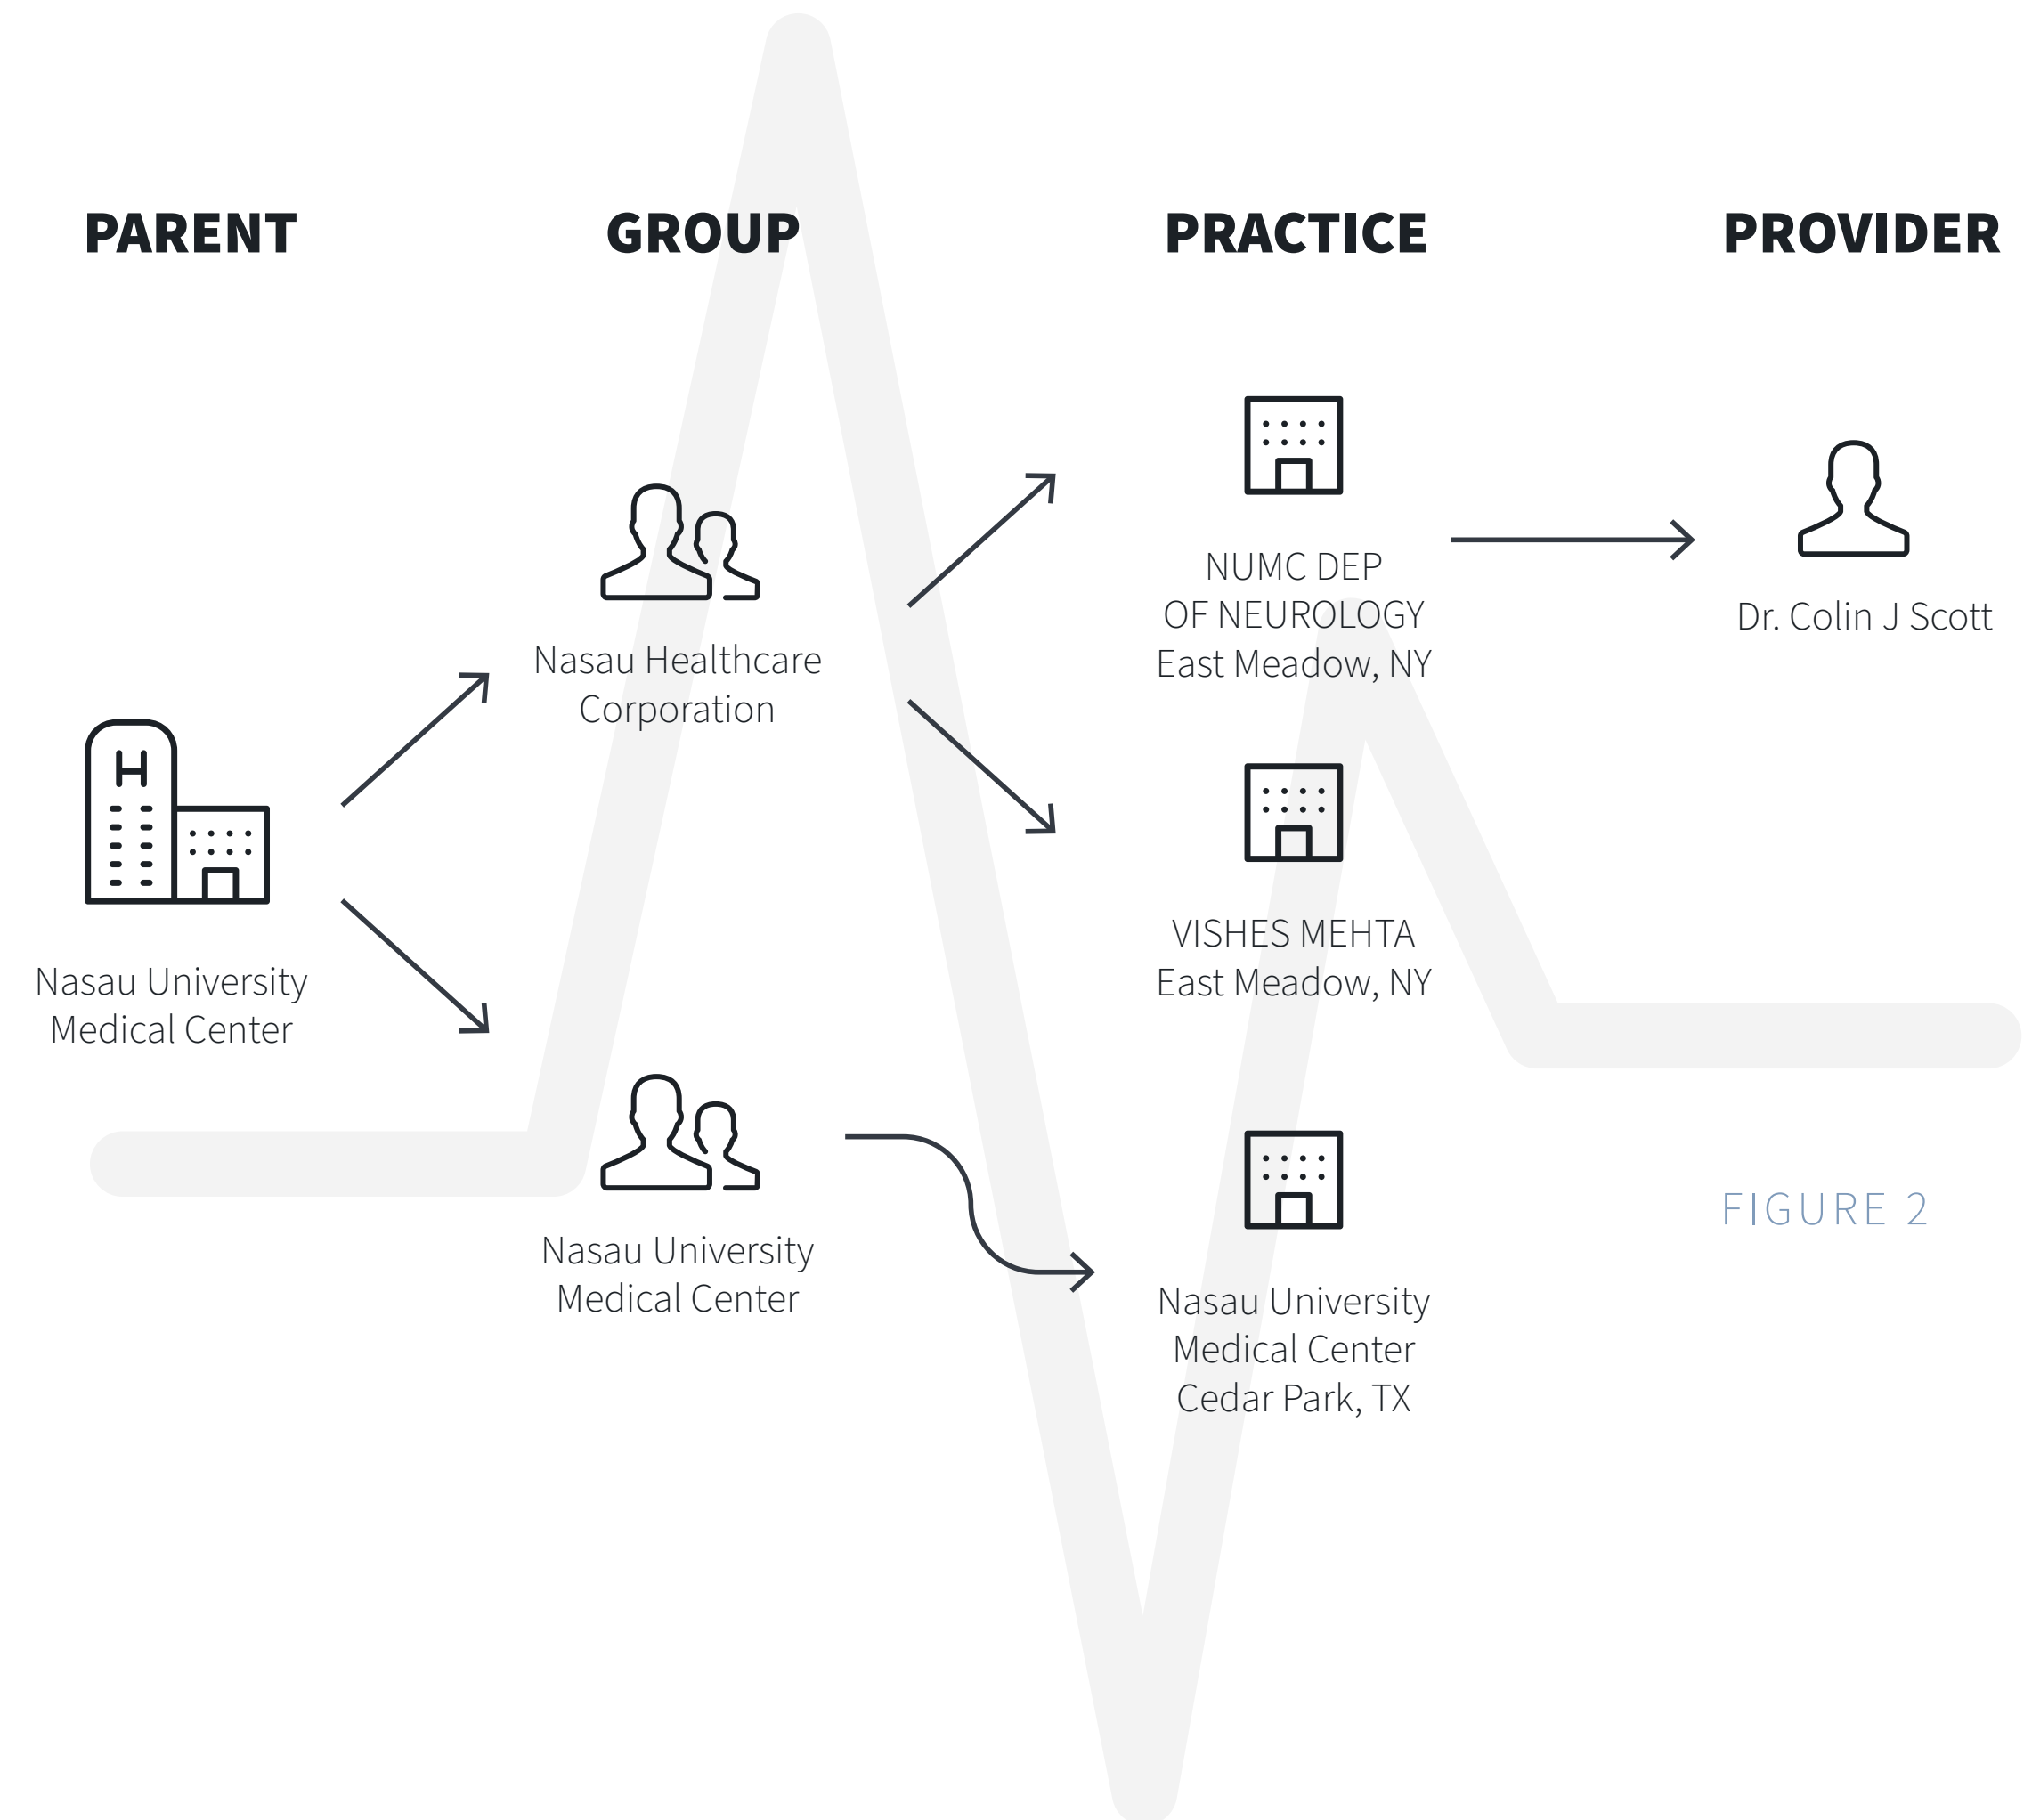 PARENT
GROUP
PRACTICE
PROVIDER
H
Nasau University
Medical Center
Nasau Healthcare
Corporation
Nasau University
Medical Center
NUMC DEP
OF NEUROLOGY
East Meadow, NY
VISHES MEHTA
East Meadow, NY
Nasau University
Medical Center
Cedar Park, TX
Dr. Colin J Scott
FIGURE 2